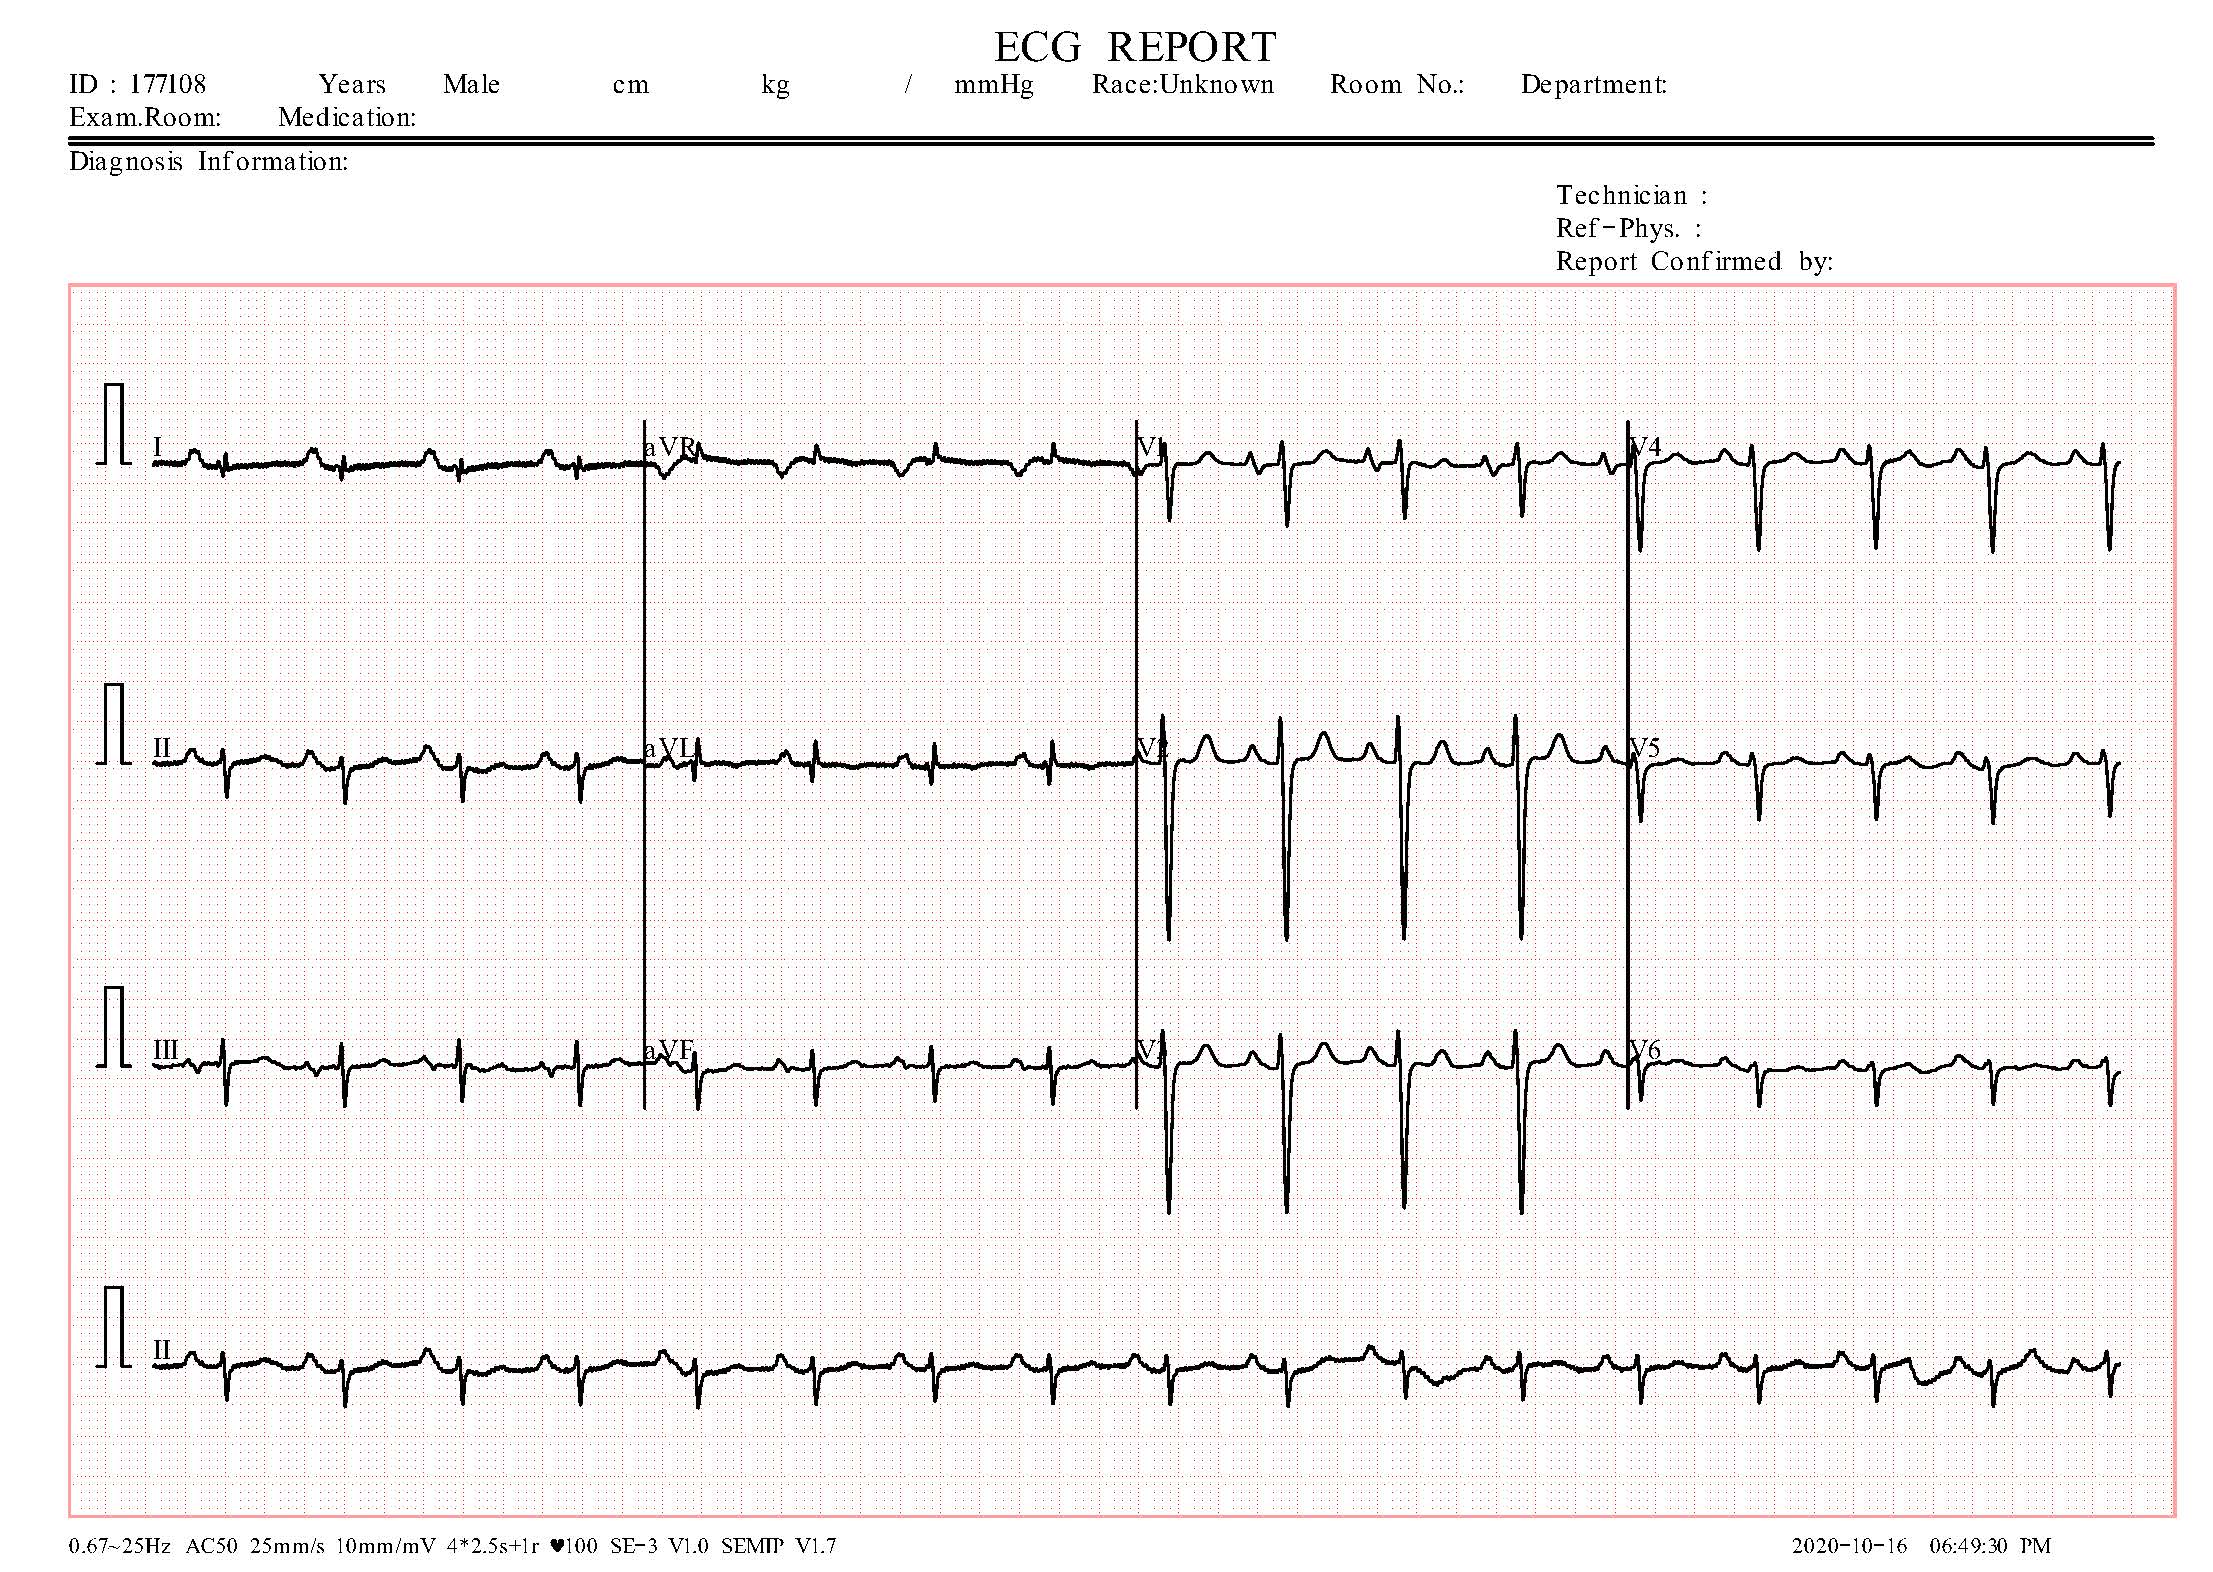 ECG REPORT
ID : 177108 Years Male cm kg / mmHg Race:Unknown Room No.: Department:
Exam.Room: Medication:
Diagnosis Information:
Technician :
Ref-Phys. :
Report Confirmed by:
I aVR V1 V4
II aVL V2 V5
III aVF V3 V6
II
0.67~25Hz AC50 25mm/s 10mm/mV 4*2.5s+1r ♥100 SE-3 V1.0 SEMIP V1.7 2020-10-16 06:49:30 PM